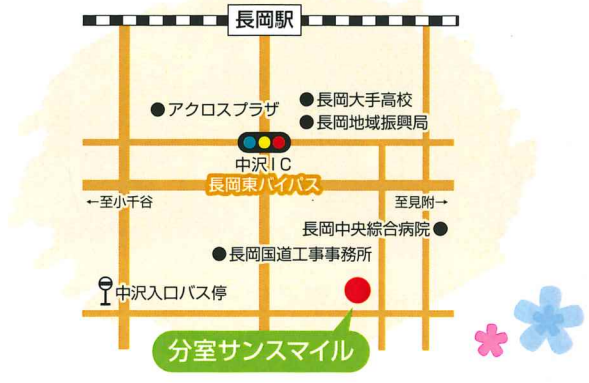 長岡駅
アクロスプラザ
長岡大手高校
長岡地域振興局
中沢IC
長岡東バイパス
←至小千谷
至見附→
長岡中央綜合病院
長岡国道工事事務所
中沢入口バス停
分室サンスマイル